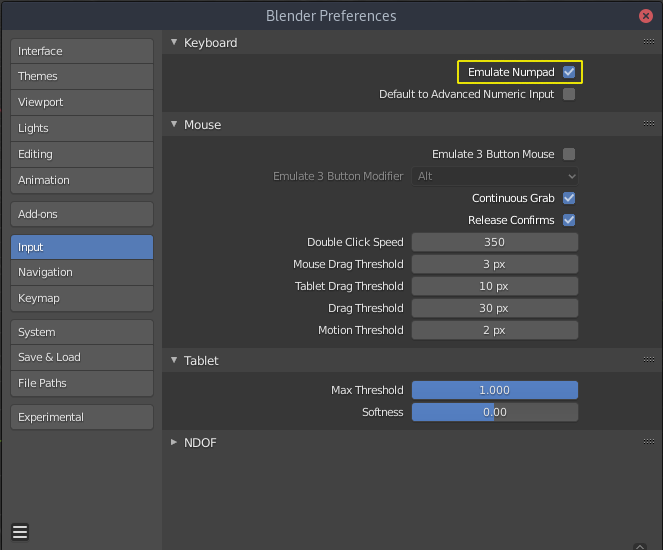 Blender Preferences
Interface
Themes
Viewport
Lights
Editing
Animation
Add-ons
Input
Navigation
Keymap
System
Save & Load
File Paths
Experimental
Keyboard
Emulate Numpad
Default to Advanced Numeric Input
Mouse
Emulate 3 Button Mouse
Emulate 3 Button Modifier Alt
Continuous Grab
Release Confirms
Double Click Speed 350
Mouse Drag Threshold 3 px
Tablet Drag Threshold 10 px
Drag Threshold 30 px
Motion Threshold 2 px
Tablet
Max Threshold 1.000
Softness 0.00
NDOF